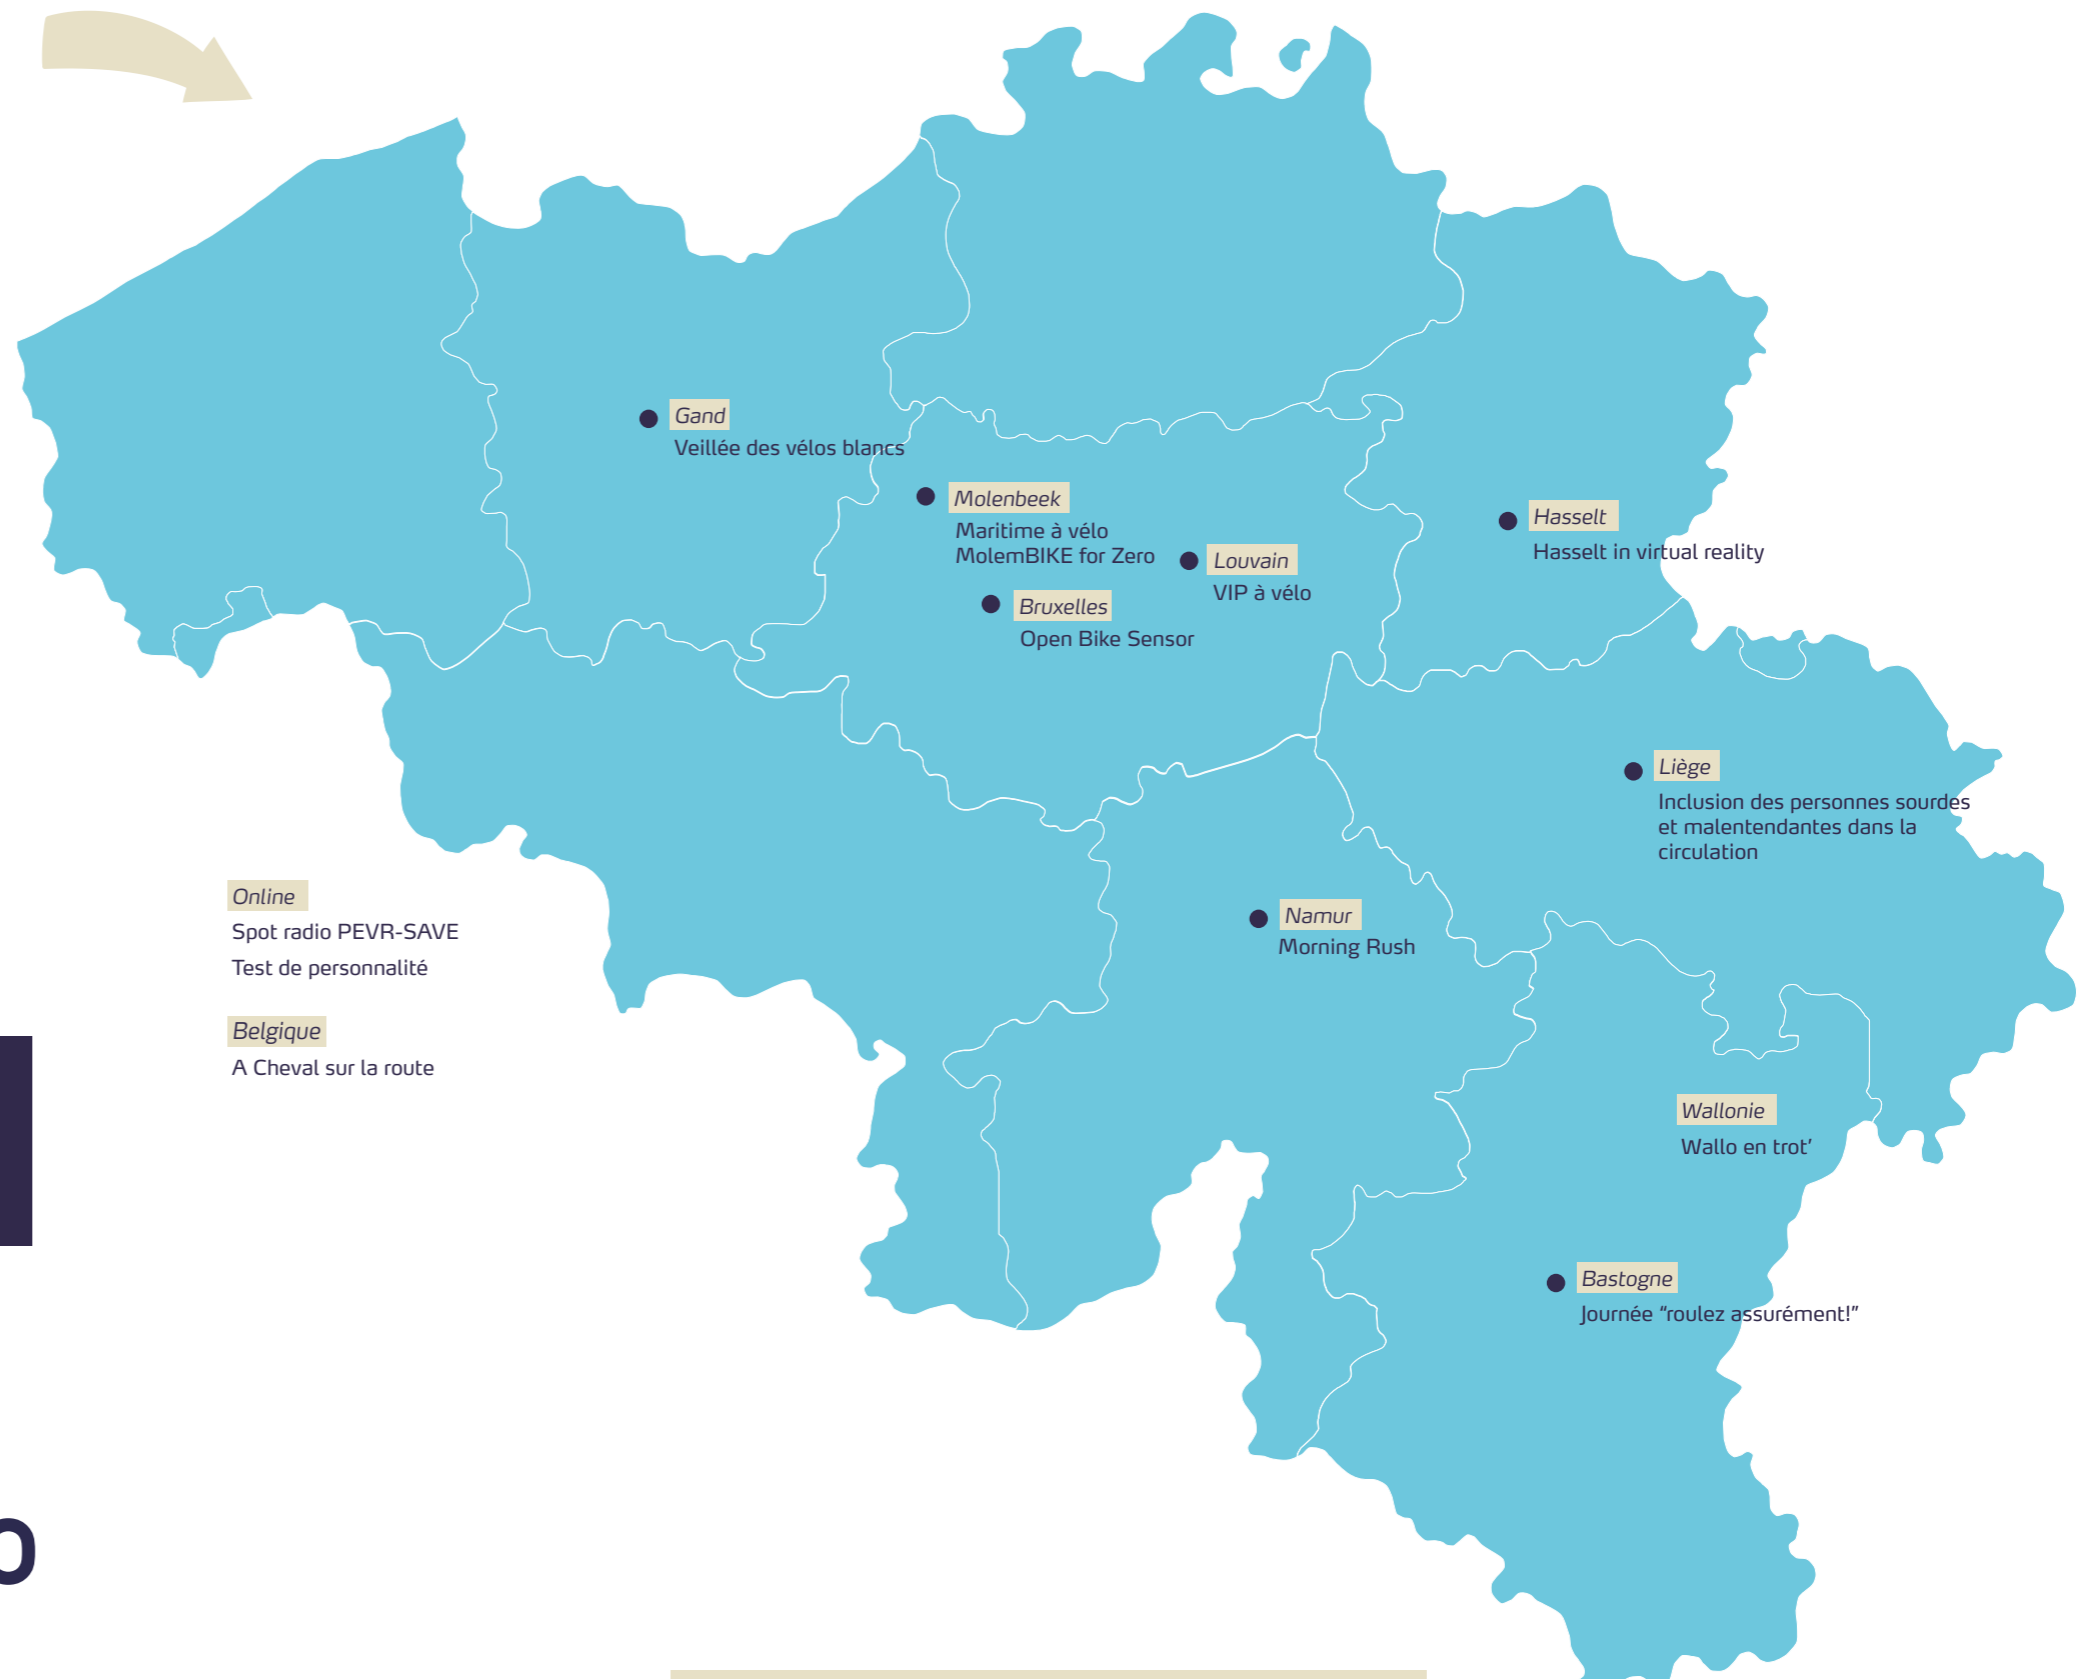 Gand
Veillée des vélos blancs
Molenbeek
Maritime à vélo
MolemBIKE for Zero
Louvain
VIP à vélo
Bruxelles
Open Bike Sensor
Hasselt
Hasselt in virtual reality
Liège
Inclusion des personnes sourdes
et malentendantes dans la
circulation
Namur
Morning Rush
Online
Spot radio PEVR-SAVE
Test de personnalité
Belgique
A Cheval sur la route
Wallonie
Wallo en trot’
Bastogne
Journée “roulez assurément!”